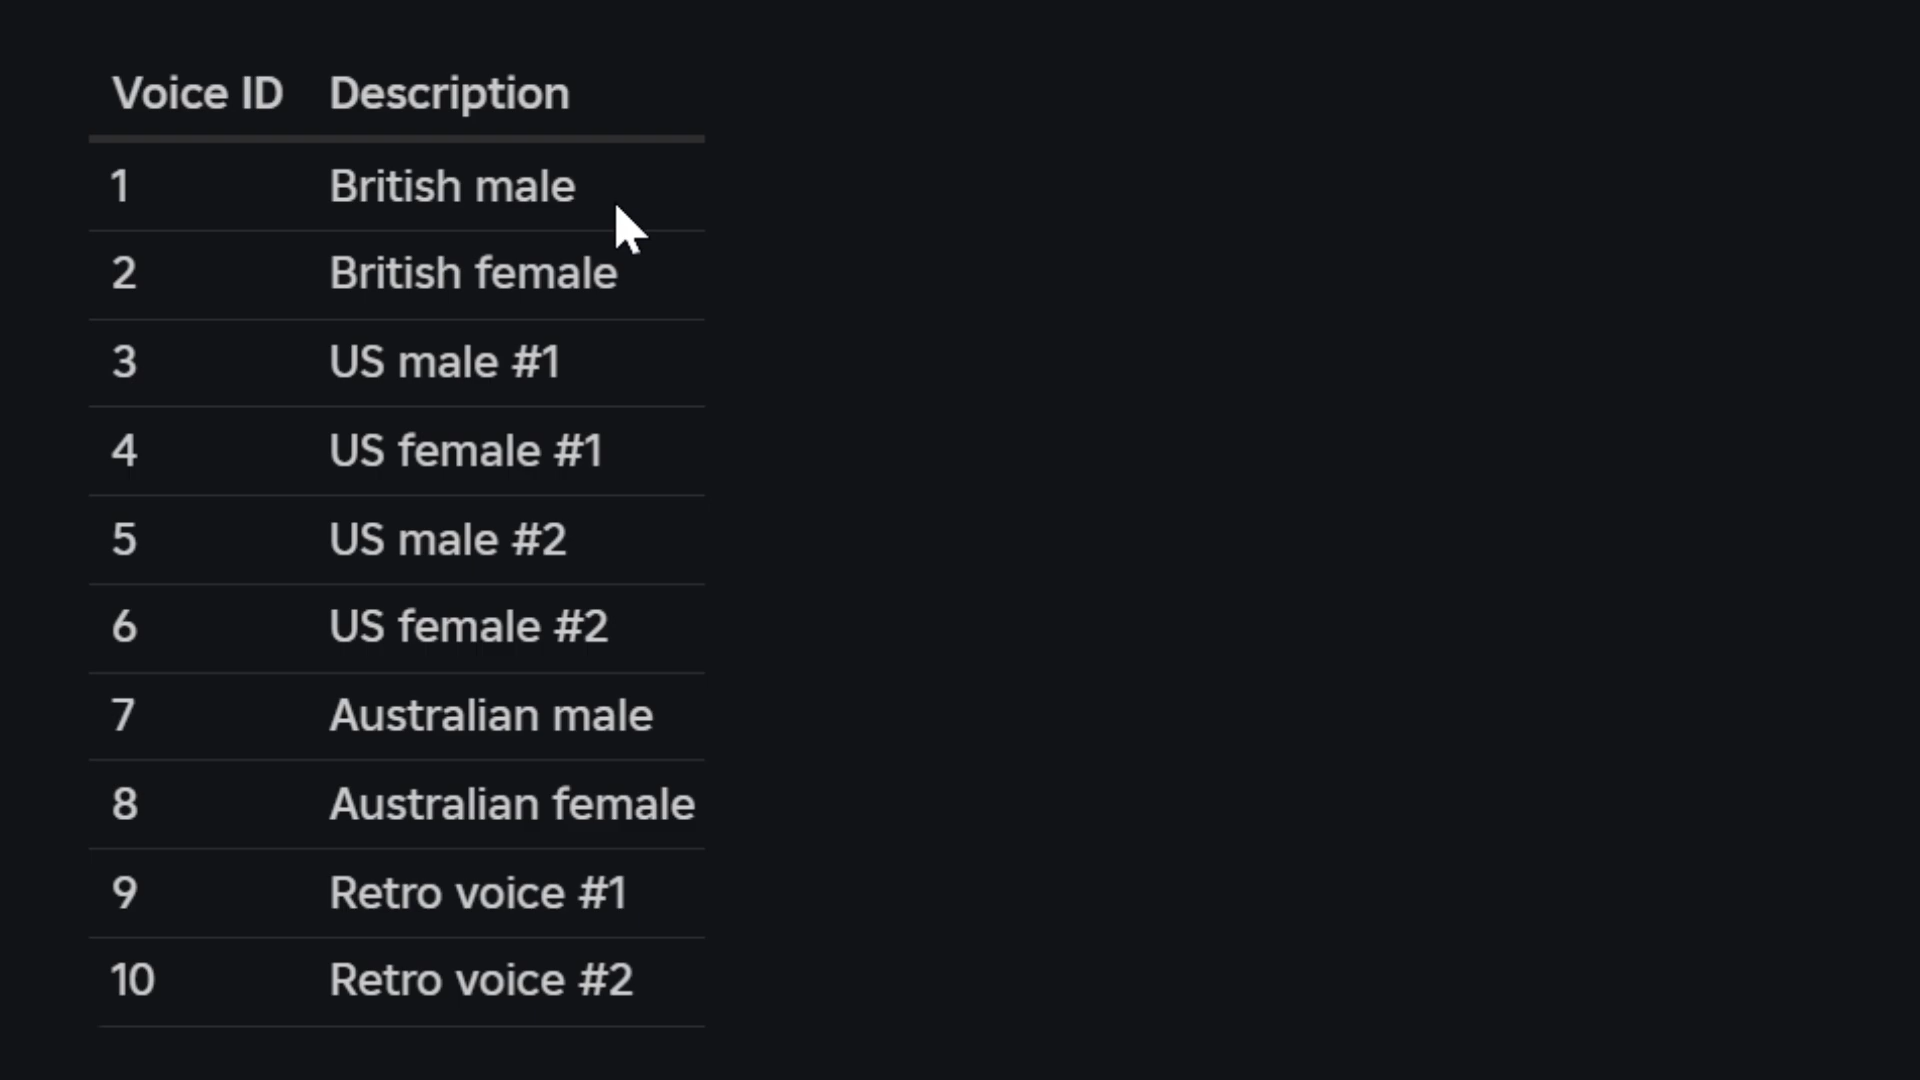 Voice ID Description
1 British male
2 British female
3 US male #1
4 US female #1
5 US male #2
6 US female #2
7 Australian male
8 Australian female
9 Retro voice #1
10 Retro voice #2